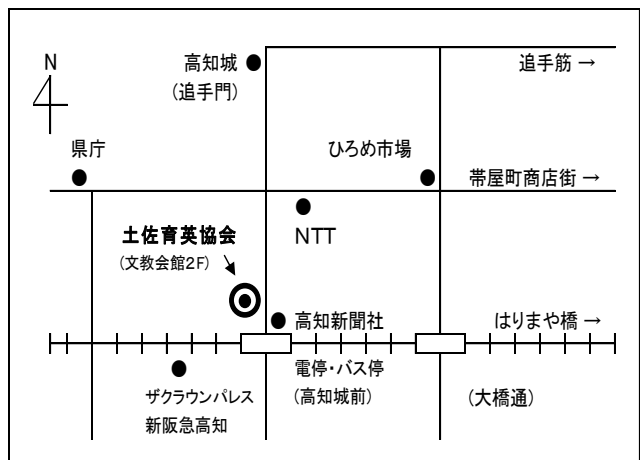 N
高知城
(追手門)
追手筋 →
県庁
ひろめ市場
帯屋町商店街 →
土佐育英協会
(文教会館2F)
NTT
高知新聞社
はりまや橋 →
電停・バス停
(高知城前)
(大橋通)
ザクラウンパレス
新阪急高知